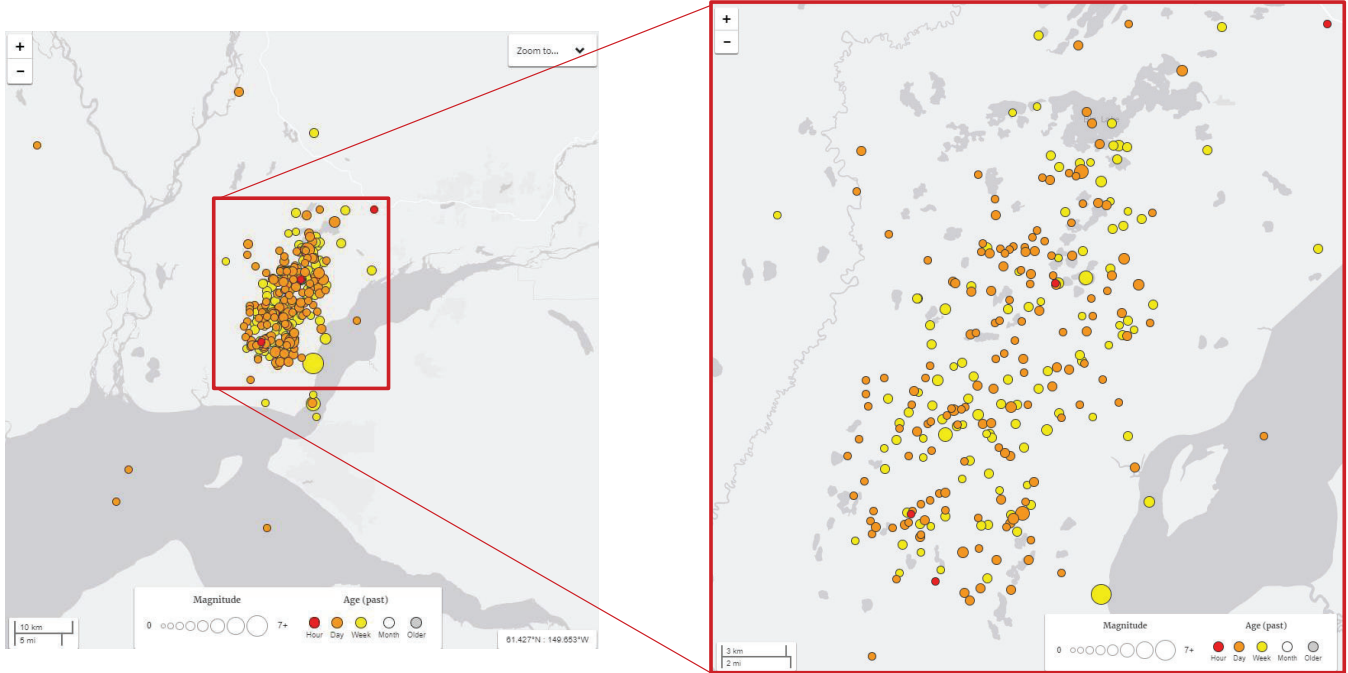 +
−
Zoom to...
10 km
5 mi
Magnitude
0
7+
Age (past)
Hour
Day
Week
Month
Older
61.427°N : 149.653°W
+
−
3 km
2 mi
Magnitude
0
7+
Age (past)
Hour
Day
Week
Month
Older